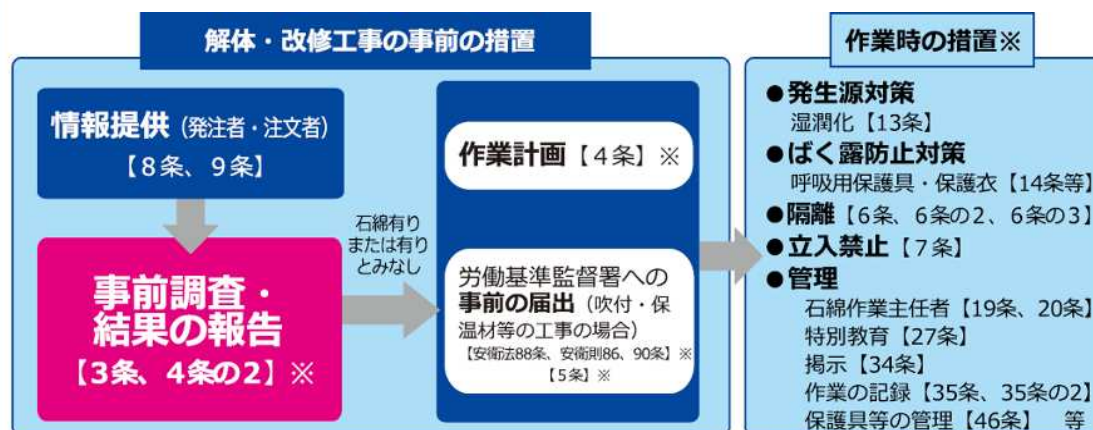 解体・改修工事の事前の措置
情報提供（発注者・注文者）
【８条、９条】
事前調査・
結果の報告
【３条、４条の２】※
石綿有り
または有り
とみなし
作業計画【４条】※
労働基準監督署への
事前の届出（吹付・保
温材等の工事の場合）
【安衛法88条、安衛則86、90条】※
【５条】※
作業時の措置※
●発生源対策
湿潤化【13条】
●ばく露防止対策
呼吸用保護具・保護衣【14条等】
●隔離【６条、６条の２、６条の３】
●立入禁止【７条】
●管理
石綿作業主任者【19条、20条】
特別教育【27条】
掲示【34条】
作業の記録【35条、35条の2】
保護具等の管理【46条】　等